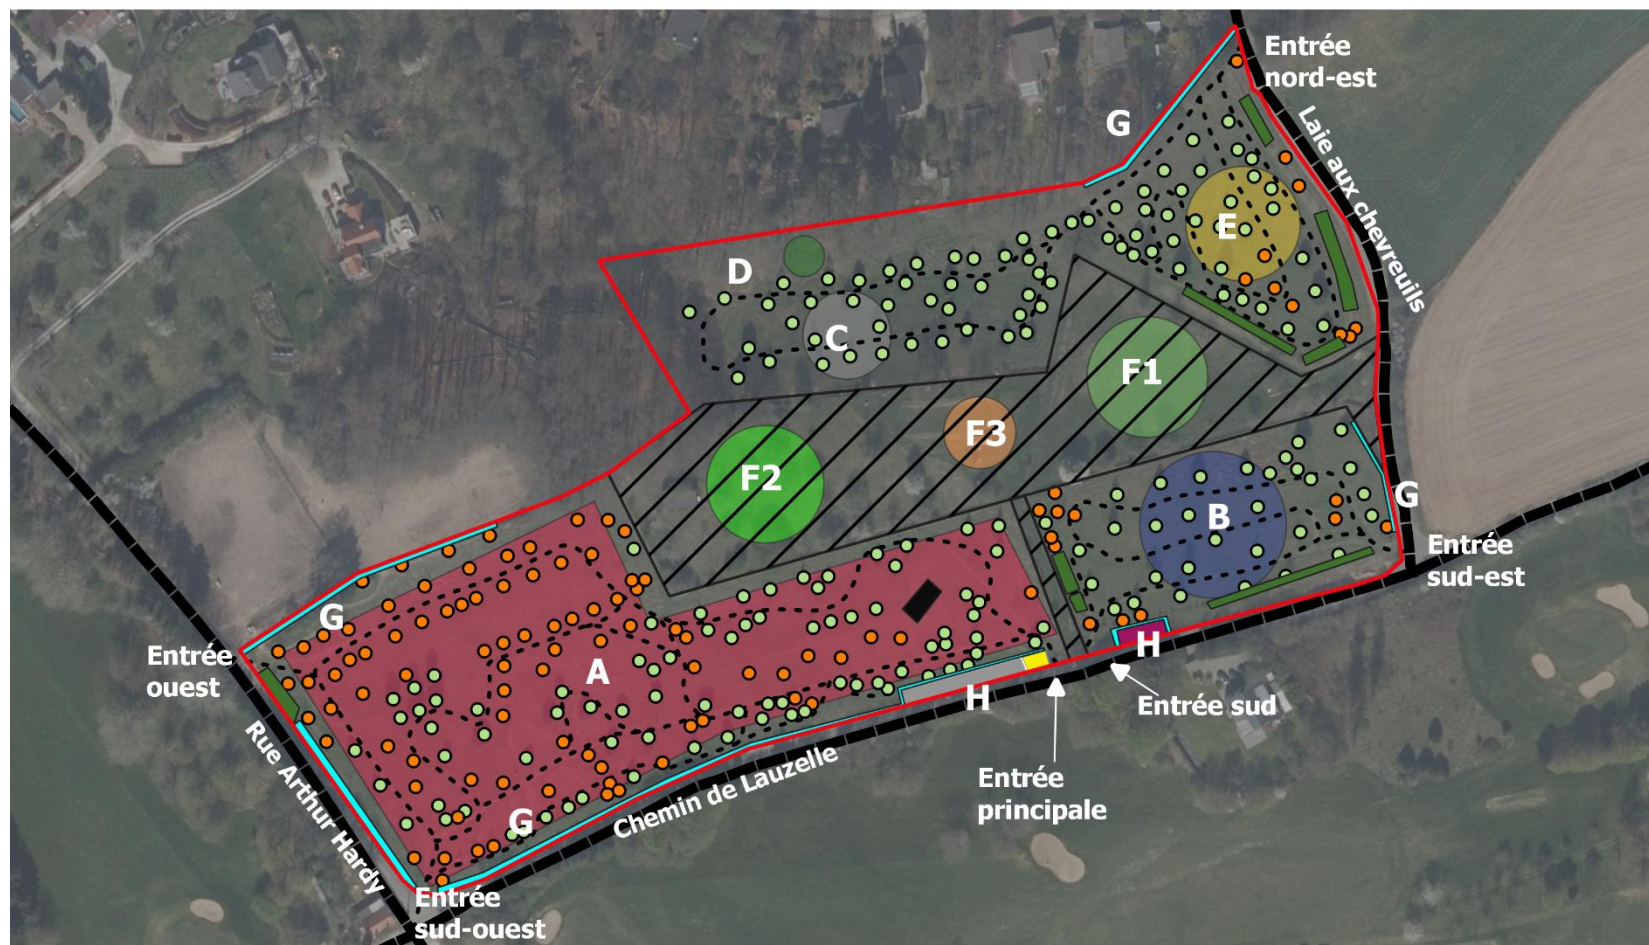 Entrée
nord-est
G
Laie aux chevreuils
E
D
C
F1
F3
F2
G
B
Entrée
sud-est
G
Entrée
ouest
A
H
H
Entrée sud
Rue Arthur Hardy
G
Chemin de Lauzelle
Entrée
principale
Entrée
sud-ouest